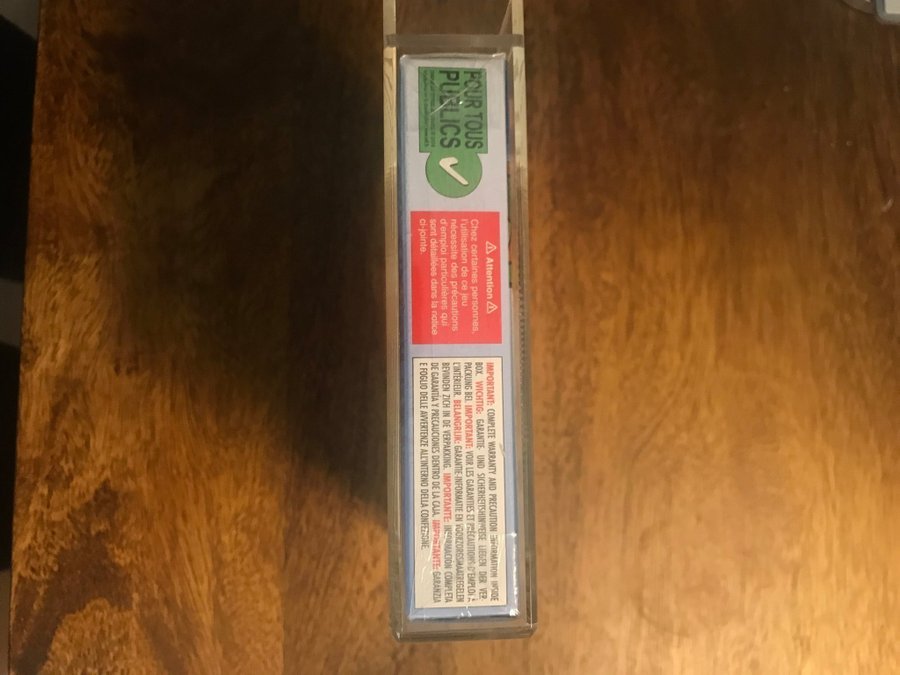 POUR TOUS
PUBLICS
⚠ Attention ⚠
Chez certaines personnes,
l'utilisation de ce jeu
nécessite des précautions
d'emploi particulières qui
sont détaillées dans la notice
ci-jointe.
IMPORTANT: COMPLETE WARRANTY AND PRECAUTION INFORMATION INSIDE
BOX. WICHTIG: GARANTIE UND SICHERHEITSHINWEISE LIEGEN DER VER-
PACKUNG BEI. IMPORTANT: VOIR LES GARANTIES ET PRÉCAUTIONS D'EMPLOI À
L'INTÉRIEUR. BELANGRIJK: GARANTIE-INFORMATIE EN VOORZORGSMAATREGELEN
BEVINDEN ZICH IN DE VERPAKKING. IMPORTANTE: INFORMACIÓN COMPLETA
DE GARANTÍA Y PRECAUCIONES DENTRO DE LA CAJA. IMPORTANTE: GARANZIA
E FOGLIO DELLE AVVERTENZE ALL'INTERNO DELLA CONFEZIONE.